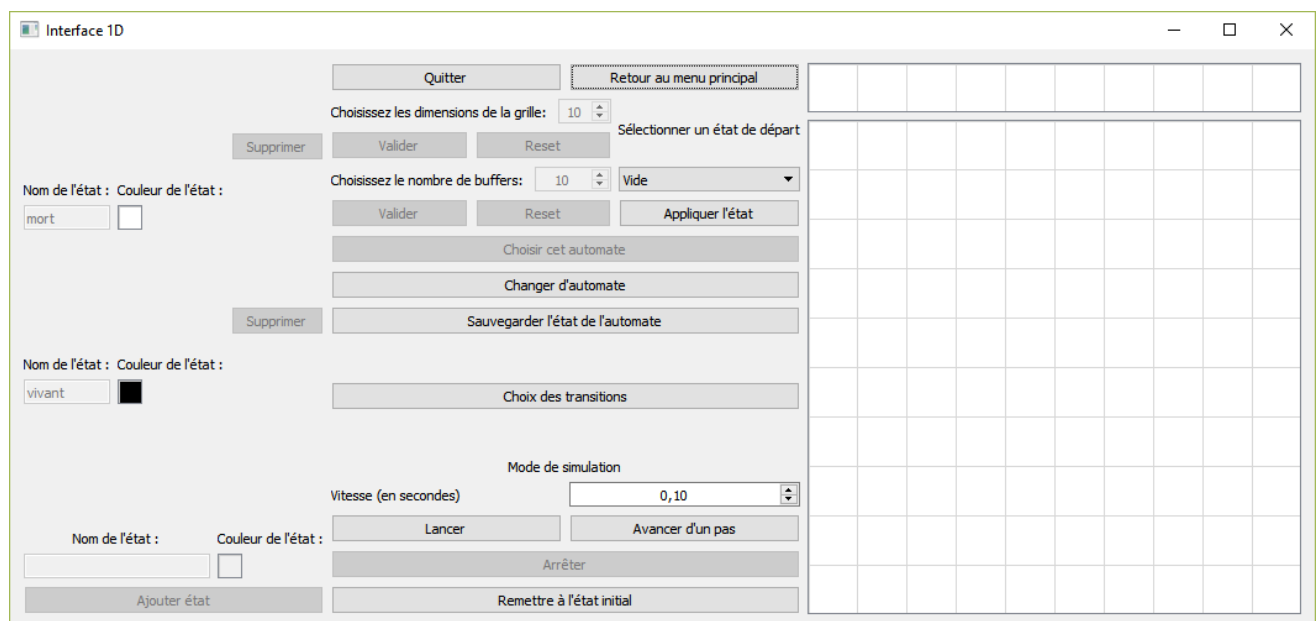 Interface 1D
Quitter
Retour au menu principal
Choisissez les dimensions de la grille: 10
Sélectionner un état de départ
Supprimer
Valider
Reset
Choisissez le nombre de buffers: 10
Vide
Nom de l'état : Couleur de l'état :
mort
Valider
Reset
Appliquer l'état
Choisir cet automate
Changer d'automate
Supprimer
Sauvegarder l'état de l'automate
Nom de l'état : Couleur de l'état :
vivant
Choix des transitions
Mode de simulation
Vitesse (en secondes) 0,10
Lancer
Avancer d'un pas
Nom de l'état : Couleur de l'état :
Arrêter
Ajouter état
Remettre à l'état initial